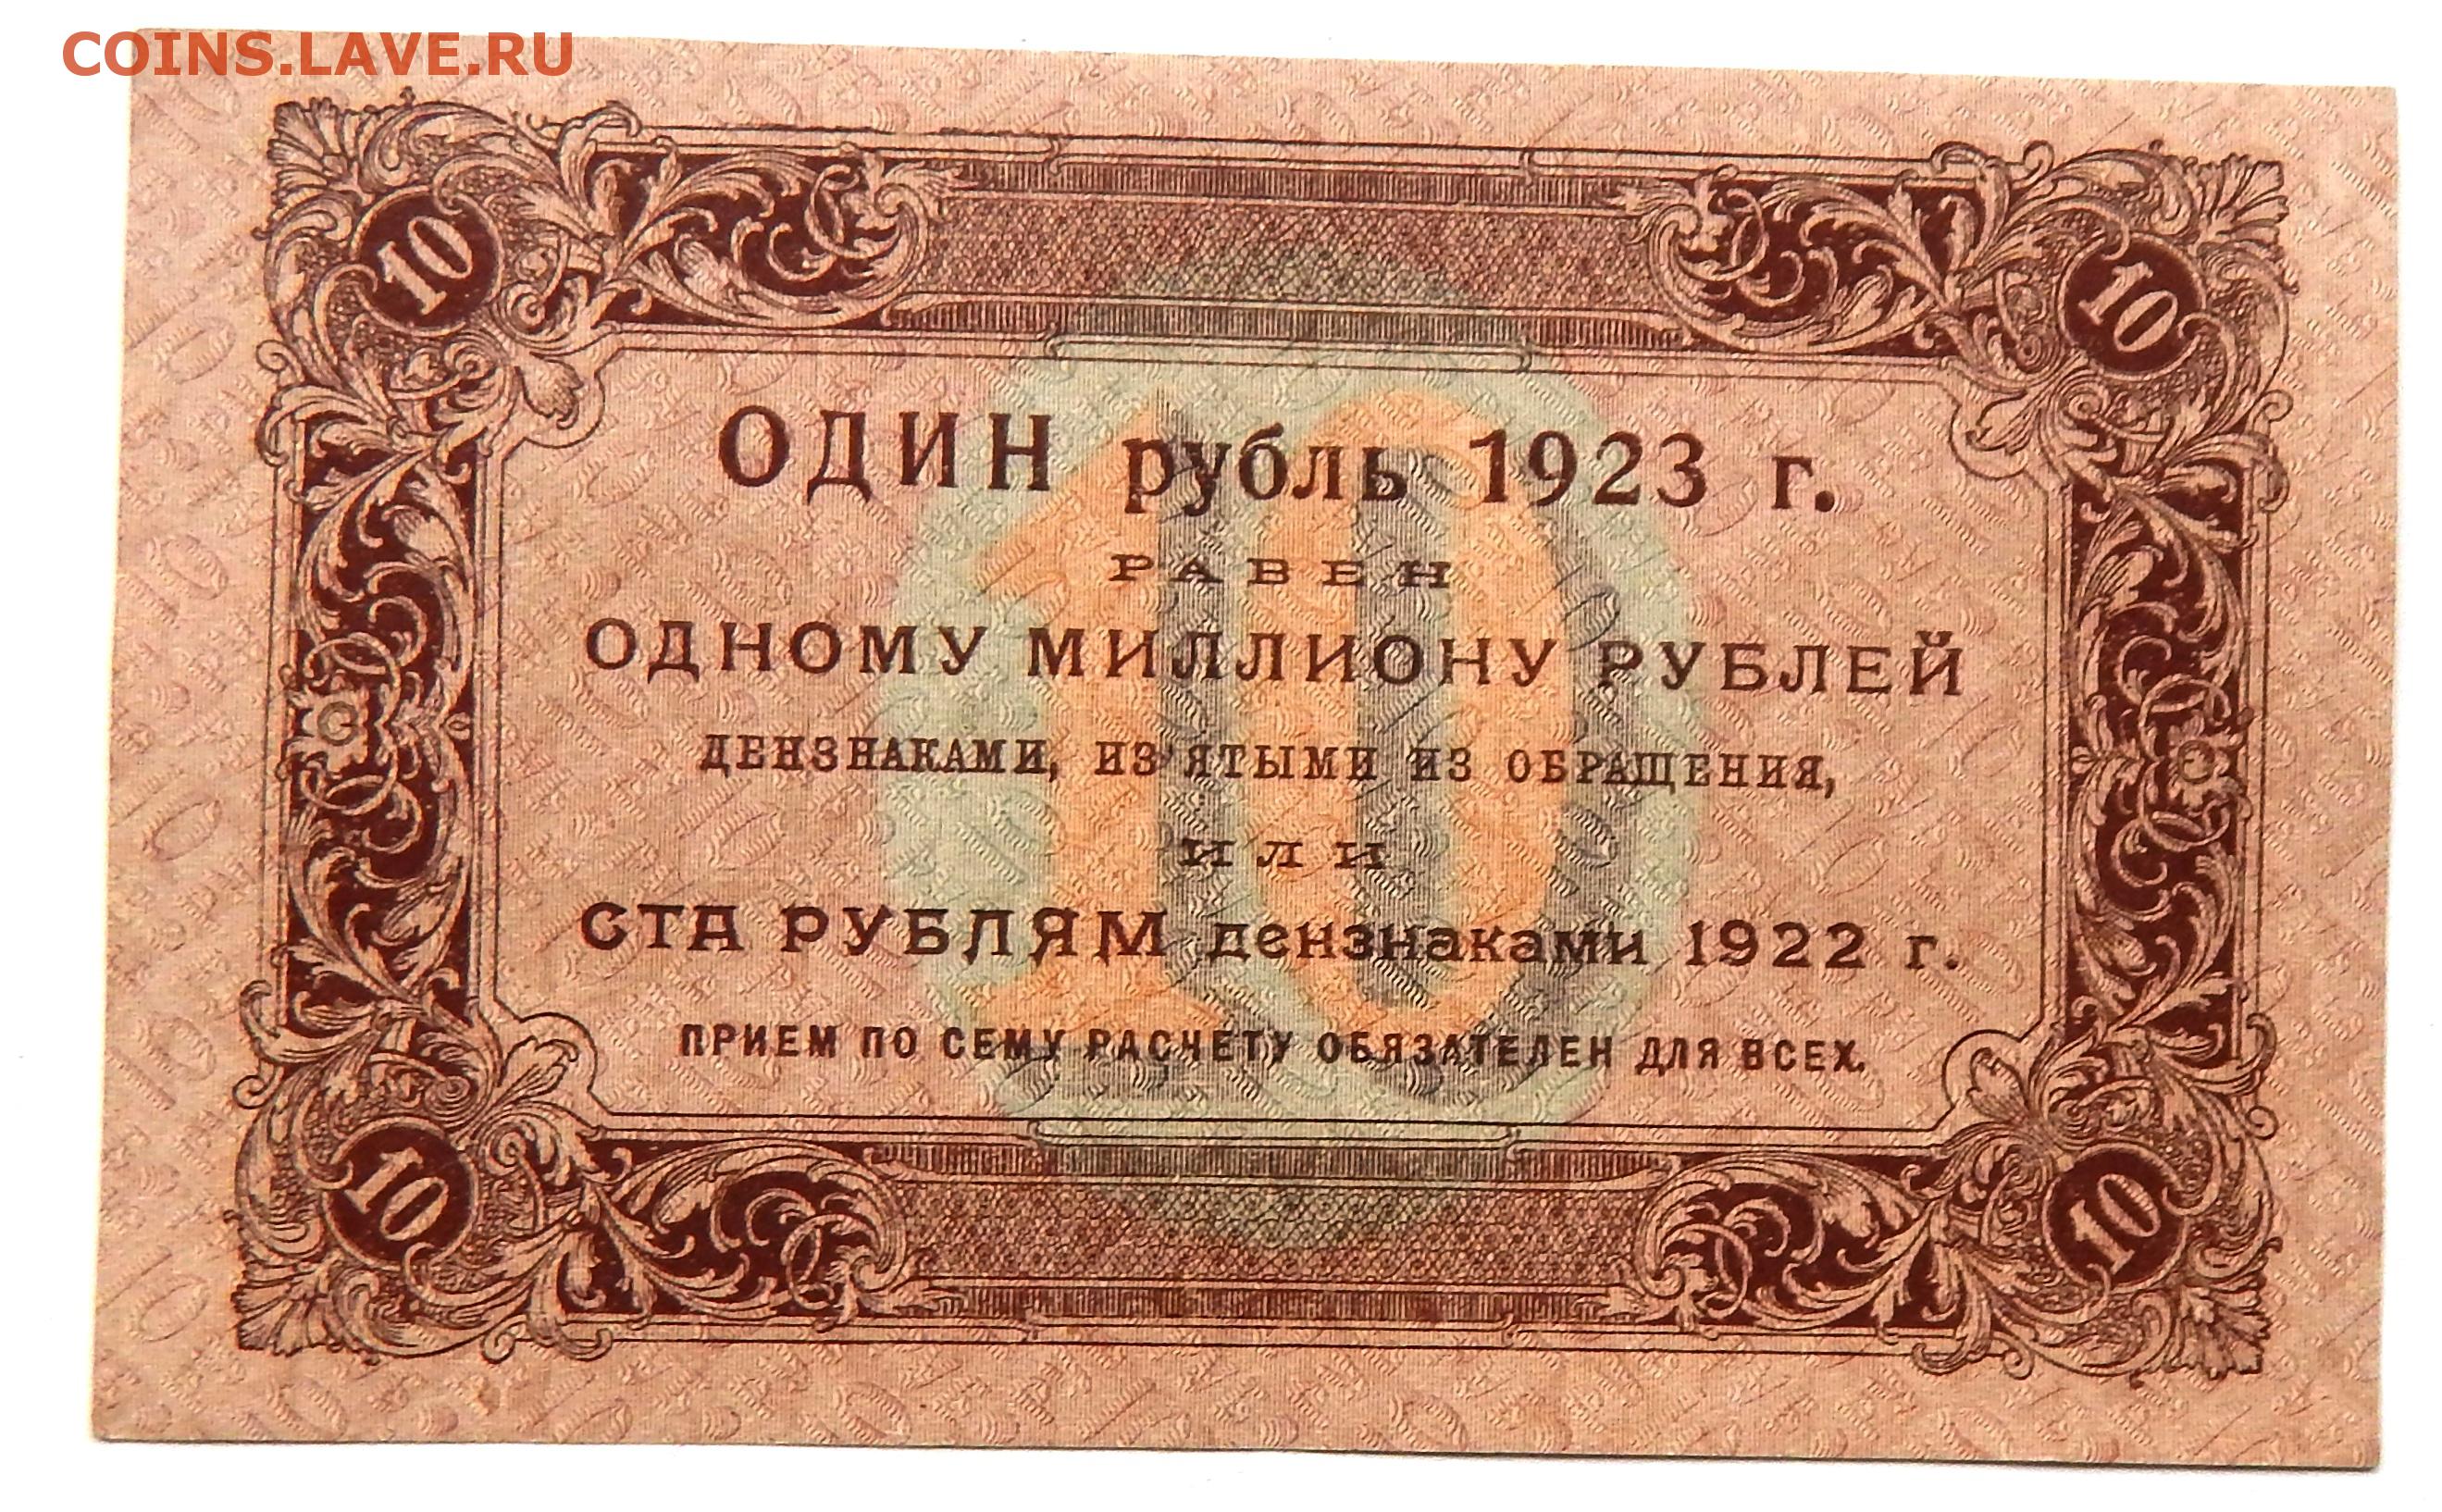 COINS.LAVE.RU
10 10
ОДИН рубль 1923 г.
РАВЕН
ОДНОМУ МИЛЛИОНУ РУБЛЕЙ
ДЕНЗНАКАМИ, ИЗ'ЯТЫМИ ИЗ ОБРАЩЕНИЯ,
ИЛИ
СТА РУБЛЯМ дензнаками 1922 г.
ПРИЕМ ПО СЕМУ РАСЧЕТУ ОБЯЗАТЕЛЕН ДЛЯ ВСЕХ.
10
10 10